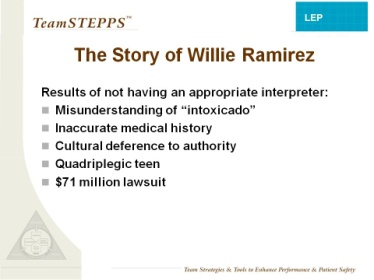 TeamSTEPPS™
LEP
The Story of Willie Ramirez
Results of not having an appropriate interpreter:
Misunderstanding of “intoxicado”
Inaccurate medical history
Cultural deference to authority
Quadriplegic teen
$71 million lawsuit
Team Strategies & Tools to Enhance Performance & Patient Safety